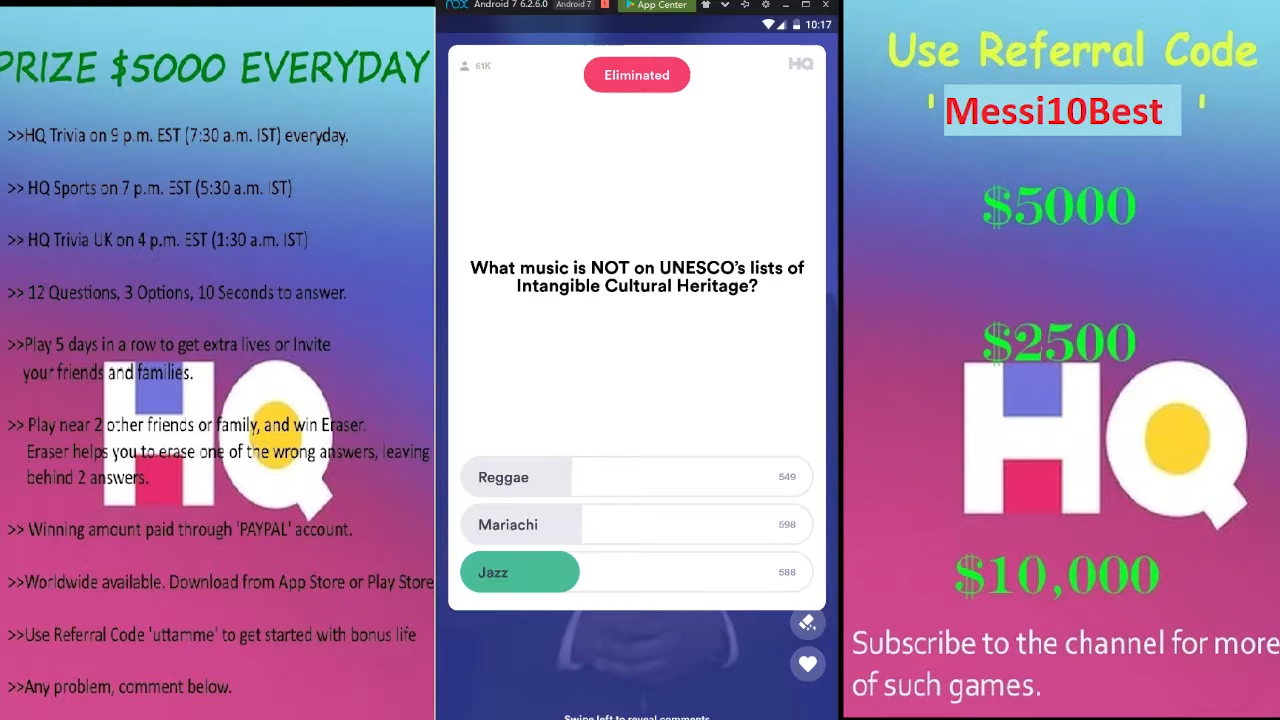 PRIZE $5000 EVERYDAY
>>HQ Trivia on 9 p.m. EST (7:30 a.m. IST) everyday.
>> HQ Sports on 7 p.m. EST (5:30 a.m. IST)
>> HQ Trivia UK on 4 p.m. EST (1:30 a.m. IST)
>> 12 Questions, 3 Options, 10 Seconds to answer.
>>Play 5 days in a row to get extra lives or Invite
your friends and families.
>> Play near 2 other friends or family, and win Eraser.
Eraser helps you to erase one of the wrong answers, leaving
behind 2 answers.
>> Winning amount paid through 'PAYPAL' account.
>>Worldwide available. Download from App Store or Play Store
>>Use Referral Code 'uttamme' to get started with bonus life
>>Any problem, comment below.
HQ
nox Android 7 6.2.6.0 Android 7 App Center
10:17
61K
Eliminated
HQ
What music is NOT on UNESCO's lists of
Intangible Cultural Heritage?
Reggae 549
Mariachi 598
Jazz 588
Swipe left to reveal comments
Use Referral Code
' Messi10Best '
$5000
$2500
HQ
$10,000
Subscribe to the channel for more
of such games.